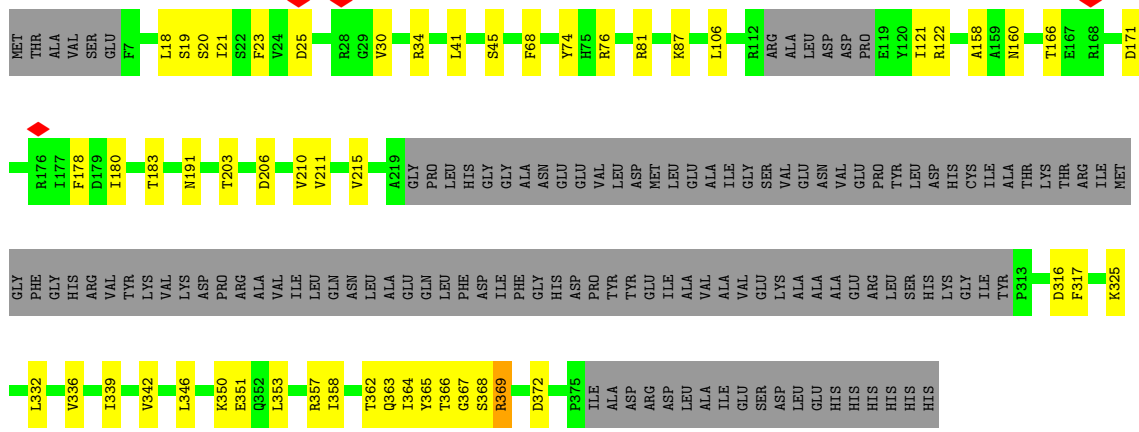 MET THR ALA VAL SER GLU F7 L18 S19 S20 I21 S22 F23 V24 D25 R28 G29 V30 R34 L41 S45 F68 Y74 H75 R76 R81 K87 L106 R112 ARG ALA LEU ASP ASP PRO E119 Y120 I121 R122 A158 A159 N160 T166 E167 R168 D171
R176 I177 F178 D179 I180 T183 N191 T203 D206 V210 V211 V215 A219 GLY PRO LEU HIS GLY GLY ALA ASN GLU GLU VAL LEU ASP MET LEU GLU ALA ILE GLY SER VAL GLU ASN VAL GLU PRO TYR LEU ASP HIS CYS ILE ALA THR LYS THR ARG ILE MET
GLY PHE GLY HIS ARG VAL TYR LYS VAL LYS ASP PRO ARG ALA VAL ILE LEU GLN ASN LEU ALA GLU GLN LEU PHE ASP ILE PHE GLY HIS ASP PRO TYR TYR GLU ILE ALA VAL ALA VAL GLU LYS ALA ALA ALA GLU ARG LEU SER HIS LYS GLY ILE TYR P313 D316 F317 K325
L332 V336 I339 V342 L346 K350 E351 Q352 L353 R357 I358 T362 Q363 I364 Y365 T366 G367 S368 R369 D372 P375 ILE ALA ASP ARG ASP LEU ALA ILE GLU SER ASP LEU GLU HIS HIS HIS HIS HIS HIS